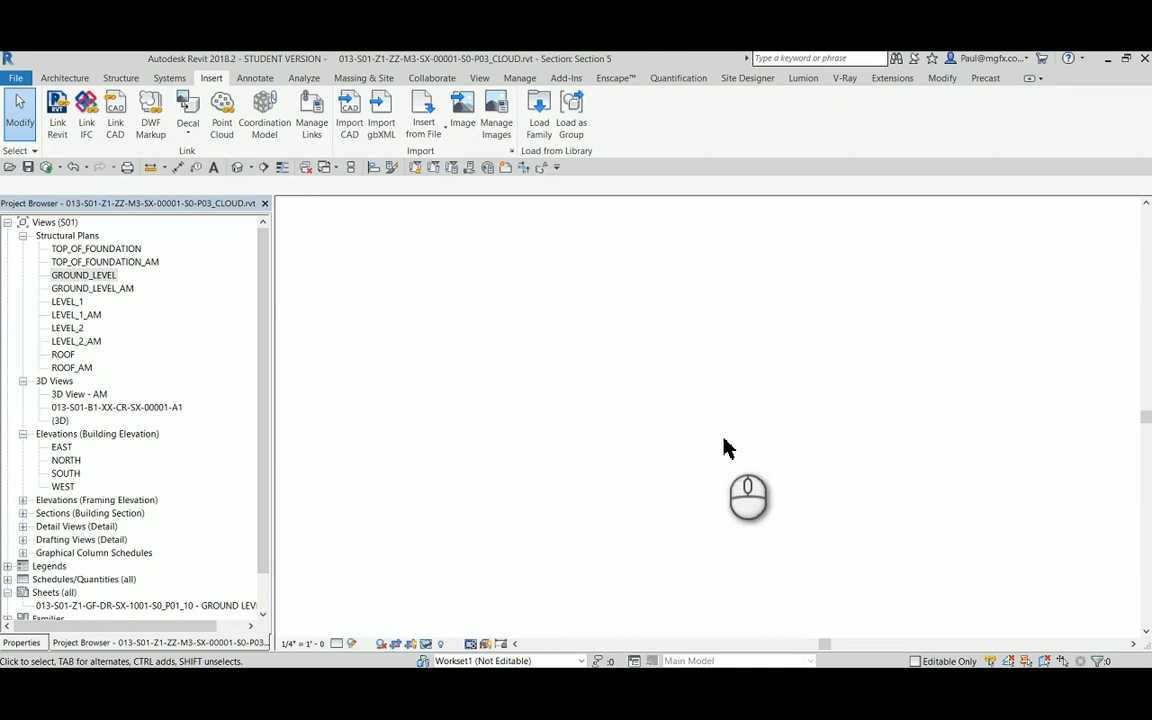 Autodesk Revit 2018.2 - STUDENT VERSION - 013-S01-Z1-ZZ-M3-SX-00001-S0-P03_CLOUD.rvt - Section: Section 5 Type a keyword or phrase Paul@mgfx.co...
File Architecture Structure Systems Insert Annotate Analyze Massing & Site Collaborate View Manage Add-Ins Enscape™ Quantification Site Designer Lumion V-Ray Extensions Modify Precast
Modify Link Revit Link IFC Link CAD DWF Markup Decal Point Cloud Coordination Model Manage Links Import CAD Import gbXML Insert from File Image Manage Images Load Family Load as Group
Select Link Import Load from Library
Project Browser - 013-S01-Z1-ZZ-M3-SX-00001-S0-P03_CLOUD.rvt
Views (S01)
Structural Plans
TOP_OF_FOUNDATION
TOP_OF_FOUNDATION_AM
GROUND_LEVEL
GROUND_LEVEL_AM
LEVEL_1
LEVEL_1_AM
LEVEL_2
LEVEL_2_AM
ROOF
ROOF_AM
3D Views
3D View - AM
013-S01-B1-XX-CR-SX-00001-A1
{3D}
Elevations (Building Elevation)
EAST
NORTH
SOUTH
WEST
Elevations (Framing Elevation)
Sections (Building Section)
Detail Views (Detail)
Drafting Views (Detail)
Graphical Column Schedules
Legends
Schedules/Quantities (all)
Sheets (all)
013-S01-Z1-GF-DR-SX-1001-S0_P01_10 - GROUND LEV
Families
Properties Project Browser - 013-S01-Z1-ZZ-M3-SX-00001-S0-P03... 1/4" = 1' - 0
Click to select, TAB for alternates, CTRL adds, SHIFT unselects. Workset1 (Not Editable) :0 Main Model Editable Only :0